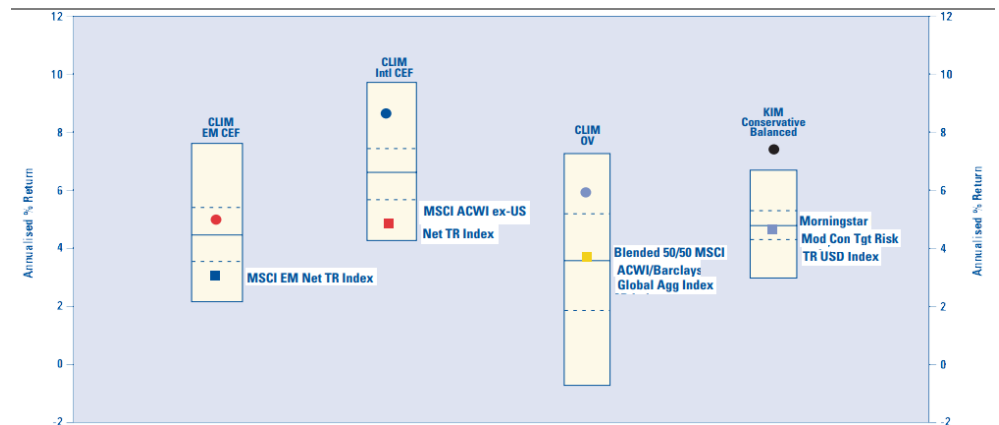 12
10
8
6
4
2
0
-2
Annualised % Return
CLIM
EM CEF
MSCI EM Net TR Index
CLIM
Intl CEF
MSCI ACWI ex-US
Net TR Index
CLIM
OV
Blended 50/50 MSCI
ACWI/Barclays
Global Agg Index
KIM
Conservative
Balanced
Morningstar
Mod Con Tgt Risk
TR USD Index
12
10
8
6
4
2
0
-2
Annualised % Return